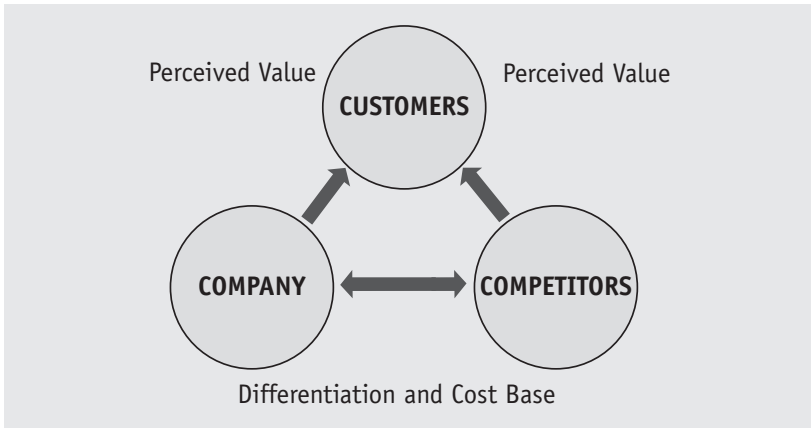 Perceived Value
Perceived Value
CUSTOMERS
COMPANY
COMPETITORS
Differentiation and Cost Base